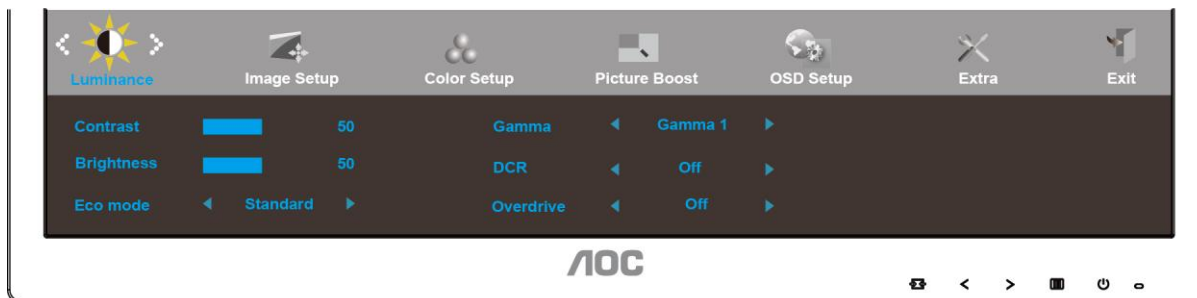 Luminance Image Setup Color Setup Picture Boost OSD Setup Extra Exit
Contrast 50 Gamma Gamma 1
Brightness 50 DCR Off
Eco mode Standard Overdrive Off
AOC